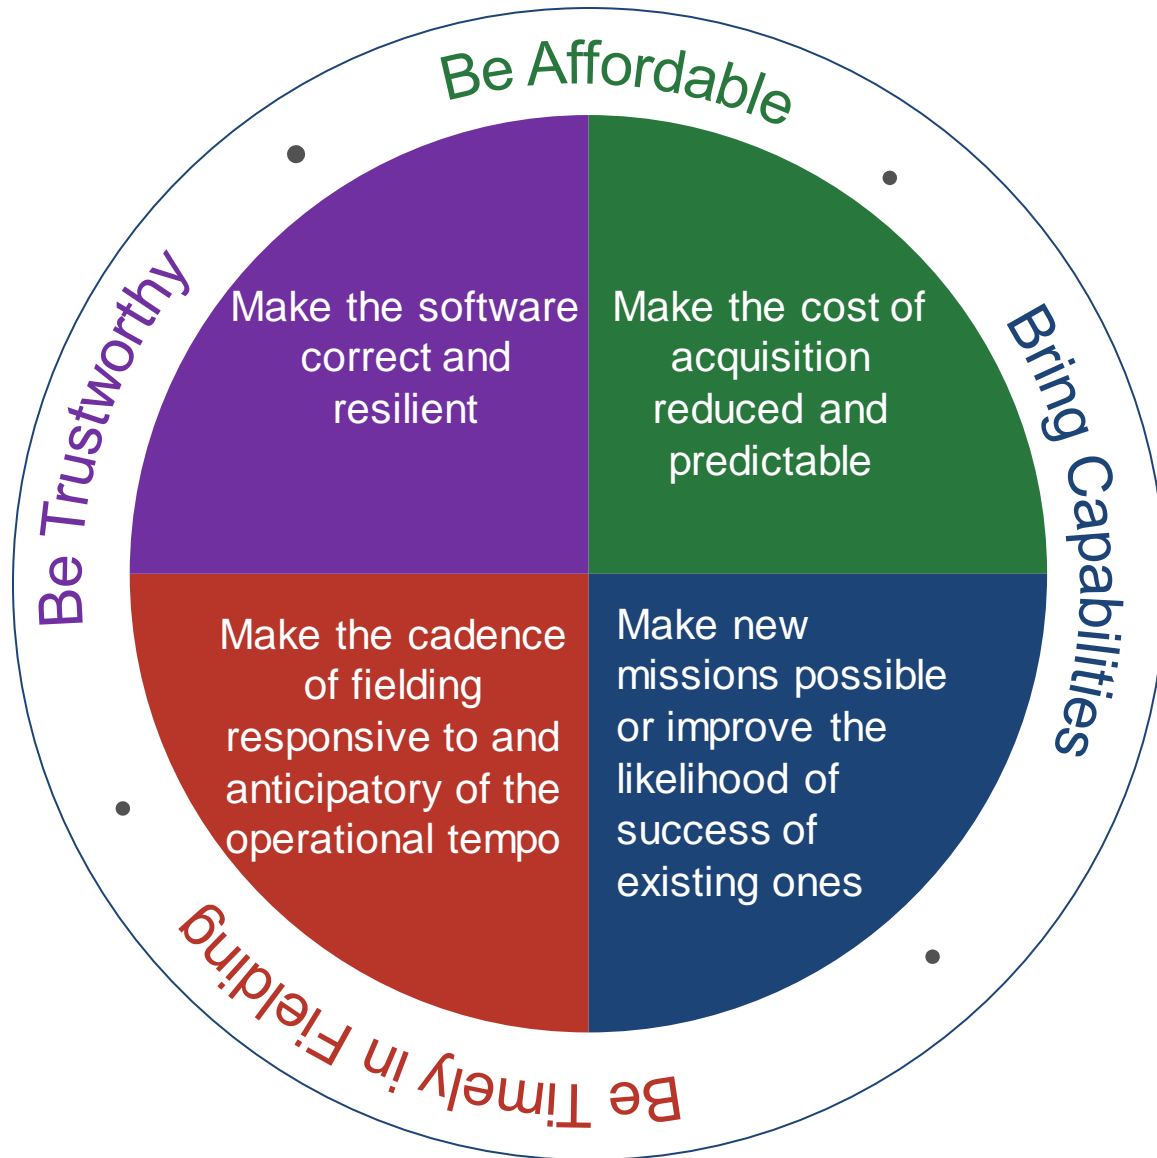 Be Affordable
Bring Capabilities
Be Timely in Fielding
Be Trustworthy
Make the software
correct and
resilient
Make the cost of
acquisition
reduced and
predictable
Make the cadence
of fielding
responsive to and
anticipatory of the
operational tempo
Make new
missions possible
or improve the
likelihood of
success of
existing ones